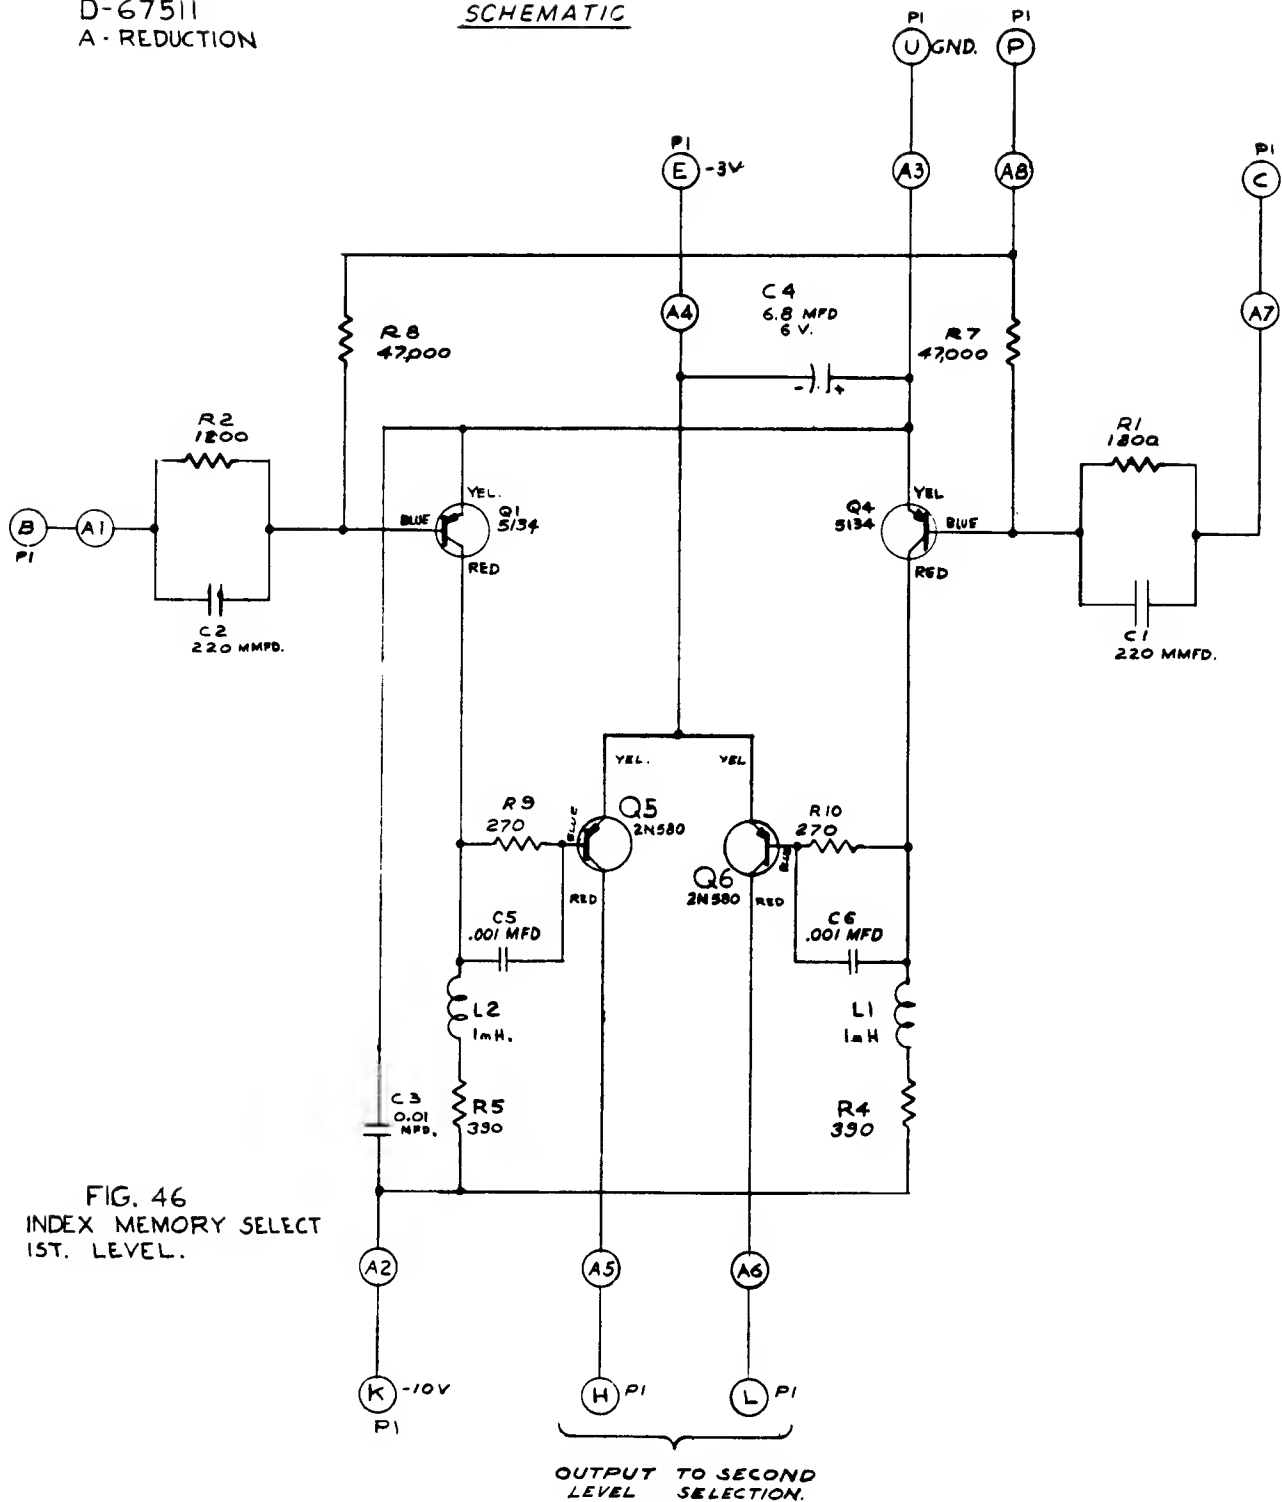 D-67511
A - REDUCTION
SCHEMATIC
P1
U GND.
P1
P
P1
E -3V
A3
A8
P1
C
A4
C4
6.8 MFD
6 V.
A7
R8
47,000
R7
47,000
R2
1800
R1
1800
B
P1
A1
BLUE
YEL.
Q1
5134
RED
Q4
5134
YEL
BLUE
RED
C2
220 MMFD.
C1
220 MMFD.
YEL.
YEL
R9
270
BLUE
Q5
2N580
RED
R10
270
BLUE
Q6
2N580
RED
C5
.001 MFD
C6
.001 MFD
L2
1mH.
L1
1mH
C3
0.01
MFD.
R5
390
R4
390
FIG. 46
INDEX MEMORY SELECT
1ST. LEVEL.
A2
A5
A6
K -10V
P1
H P1
L P1
OUTPUT TO SECOND
LEVEL SELECTION.